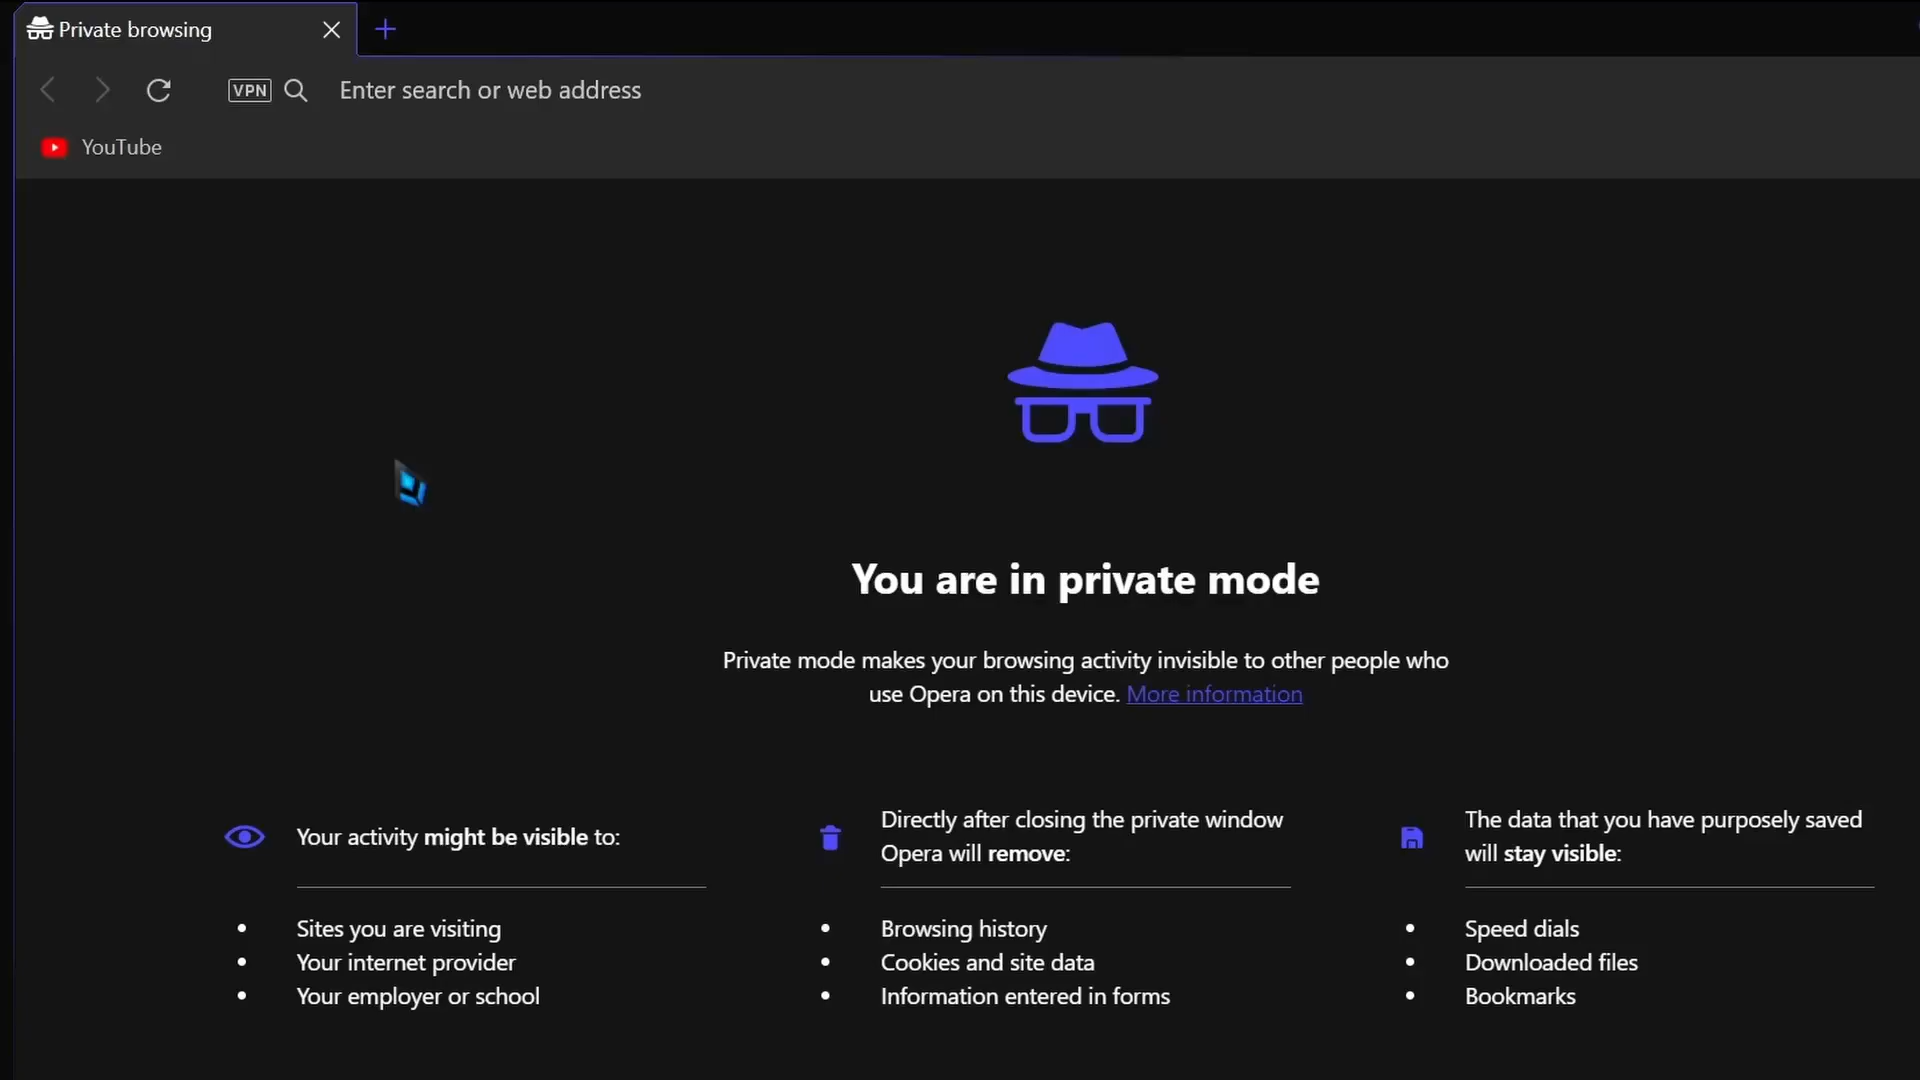 Private browsing
VPN
Enter search or web address
YouTube
You are in private mode
Private mode makes your browsing activity invisible to other people who
use Opera on this device. More information
Your activity might be visible to:
Sites you are visiting
Your internet provider
Your employer or school
Directly after closing the private window
Opera will remove:
Browsing history
Cookies and site data
Information entered in forms
The data that you have purposely saved
will stay visible:
Speed dials
Downloaded files
Bookmarks